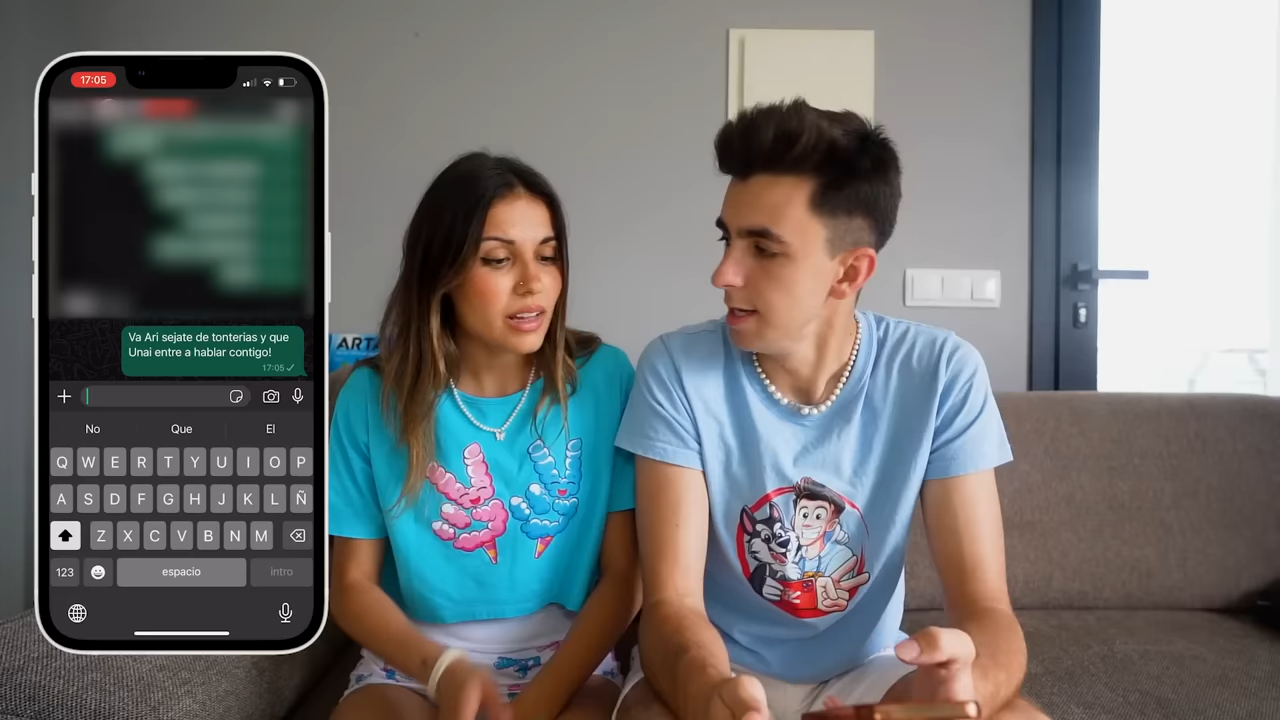 17:05
Va Ari sejate de tonterias y que
Unai entre a hablar contigo!
17:05
No Que El
Q W E R T Y U I O P
A S D F G H J K L Ñ
Z X C V B N M
123 espacio intro
ARTA